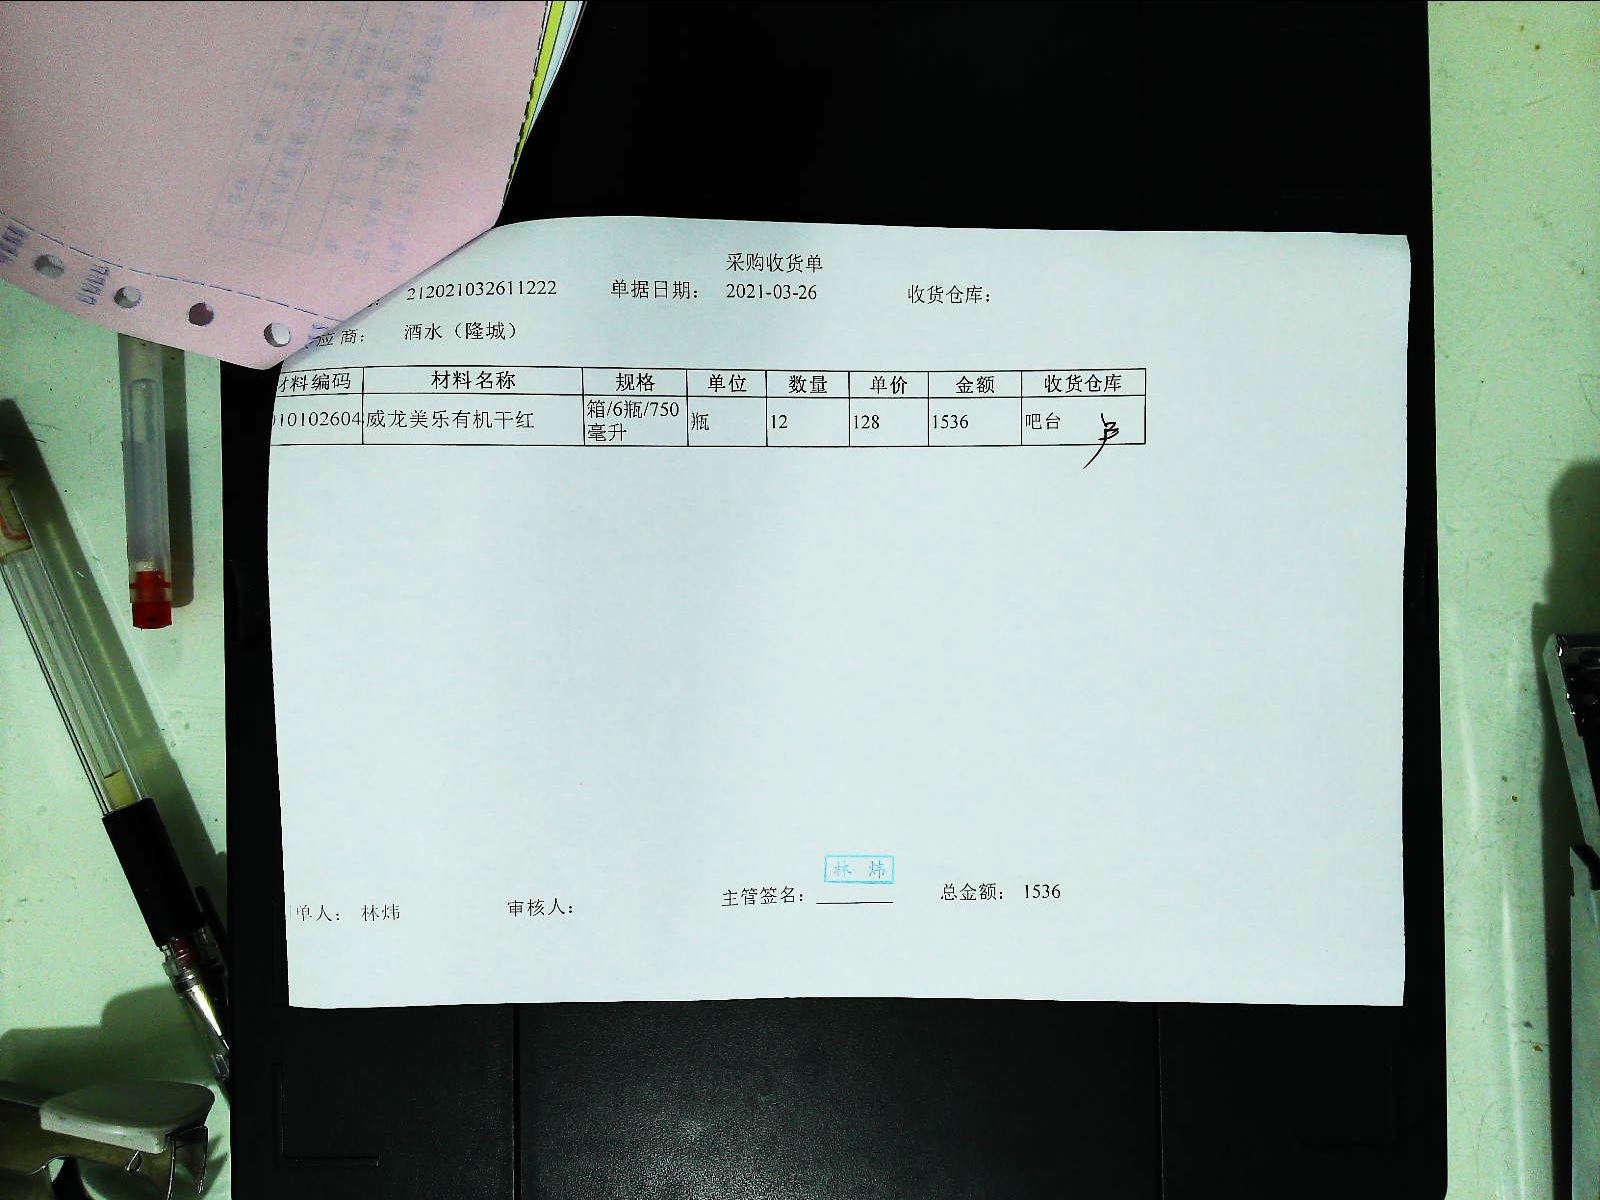 采购收货单
212021032611222 单据日期： 2021-03-26 收货仓库：
应商： 酒水（隆城）
材料编码 材料名称 规格 单位 数量 单价 金额 收货仓库
10102604 威龙美乐有机干红 箱/6瓶/750毫升 瓶 12 128 1536 吧台
林 炜
单人： 林炜 审核人： 主管签名： 总金额： 1536